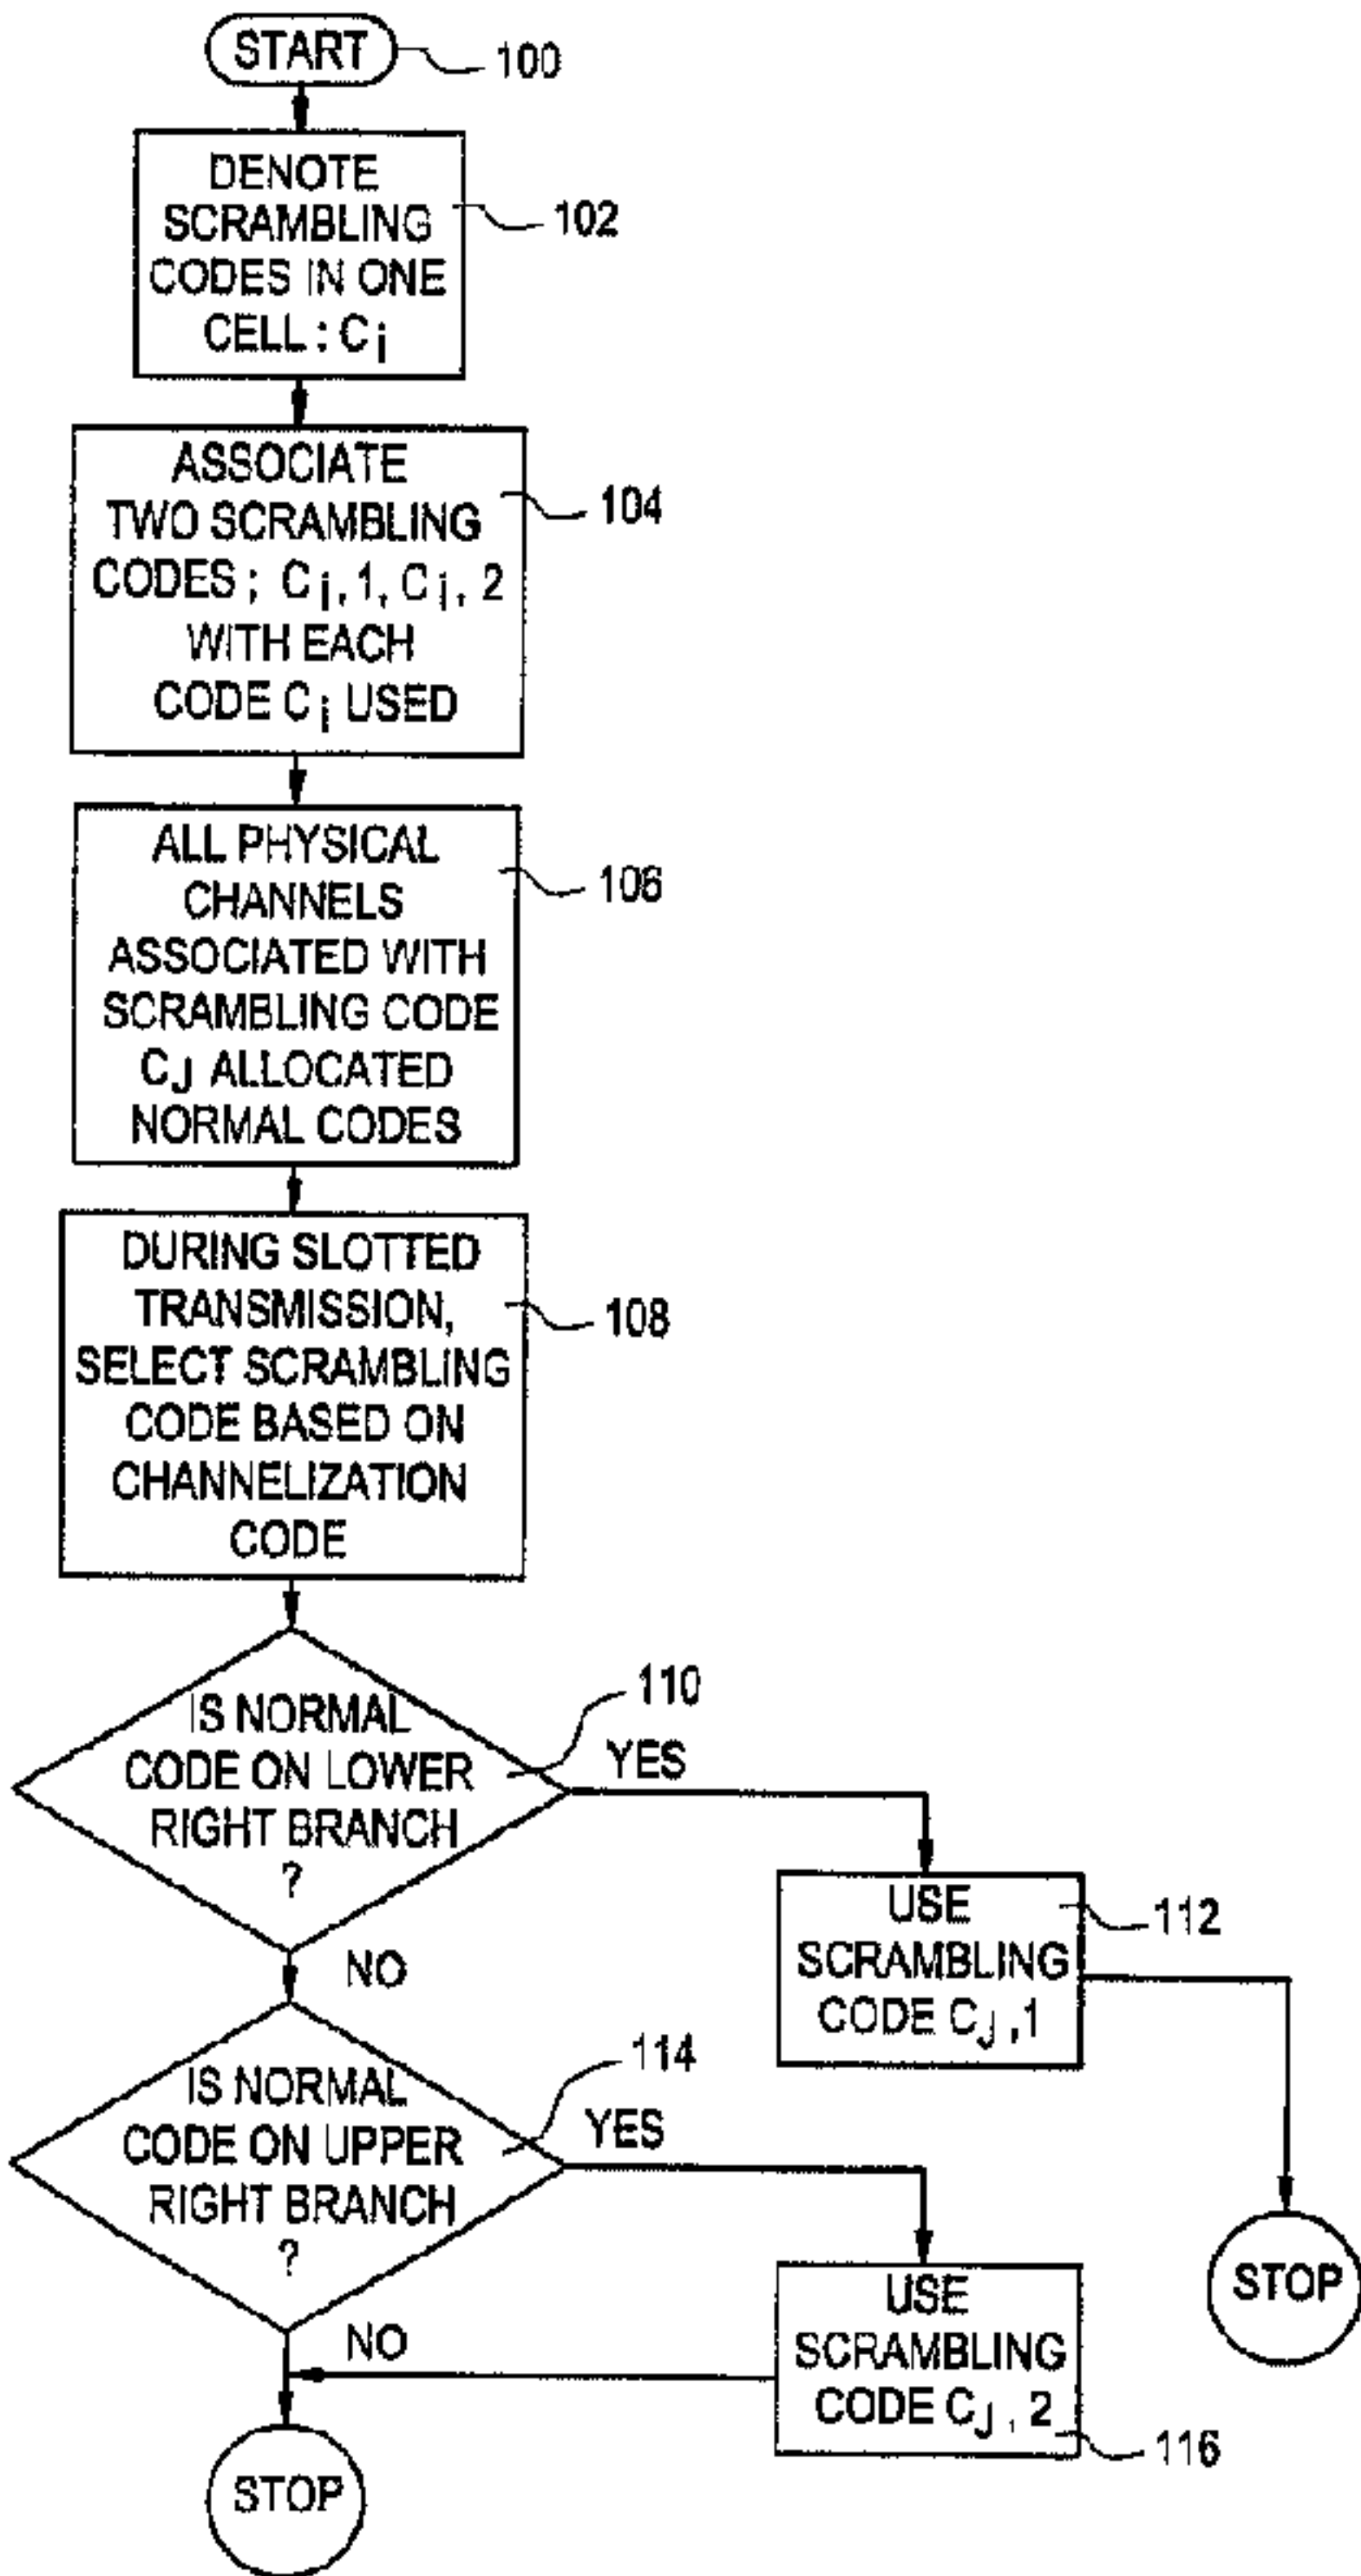 START
100
DENOTE
SCRAMBLING
CODES IN ONE
CELL : Ci
102
ASSOCIATE
TWO SCRAMBLING
CODES ; Ci, 1, Ci, 2
WITH EACH
CODE Ci USED
104
ALL PHYSICAL
CHANNELS
ASSOCIATED WITH
SCRAMBLING CODE
CJ ALLOCATED
NORMAL CODES
106
DURING SLOTTED
TRANSMISSION,
SELECT SCRAMBLING
CODE BASED ON
CHANNELIZATION
CODE
108
IS NORMAL
CODE ON LOWER
RIGHT BRANCH
?
110
YES
NO
USE
SCRAMBLING
CODE CJ ,1
112
IS NORMAL
CODE ON UPPER
RIGHT BRANCH
?
114
YES
NO
USE
SCRAMBLING
CODE CJ , 2
116
STOP
STOP